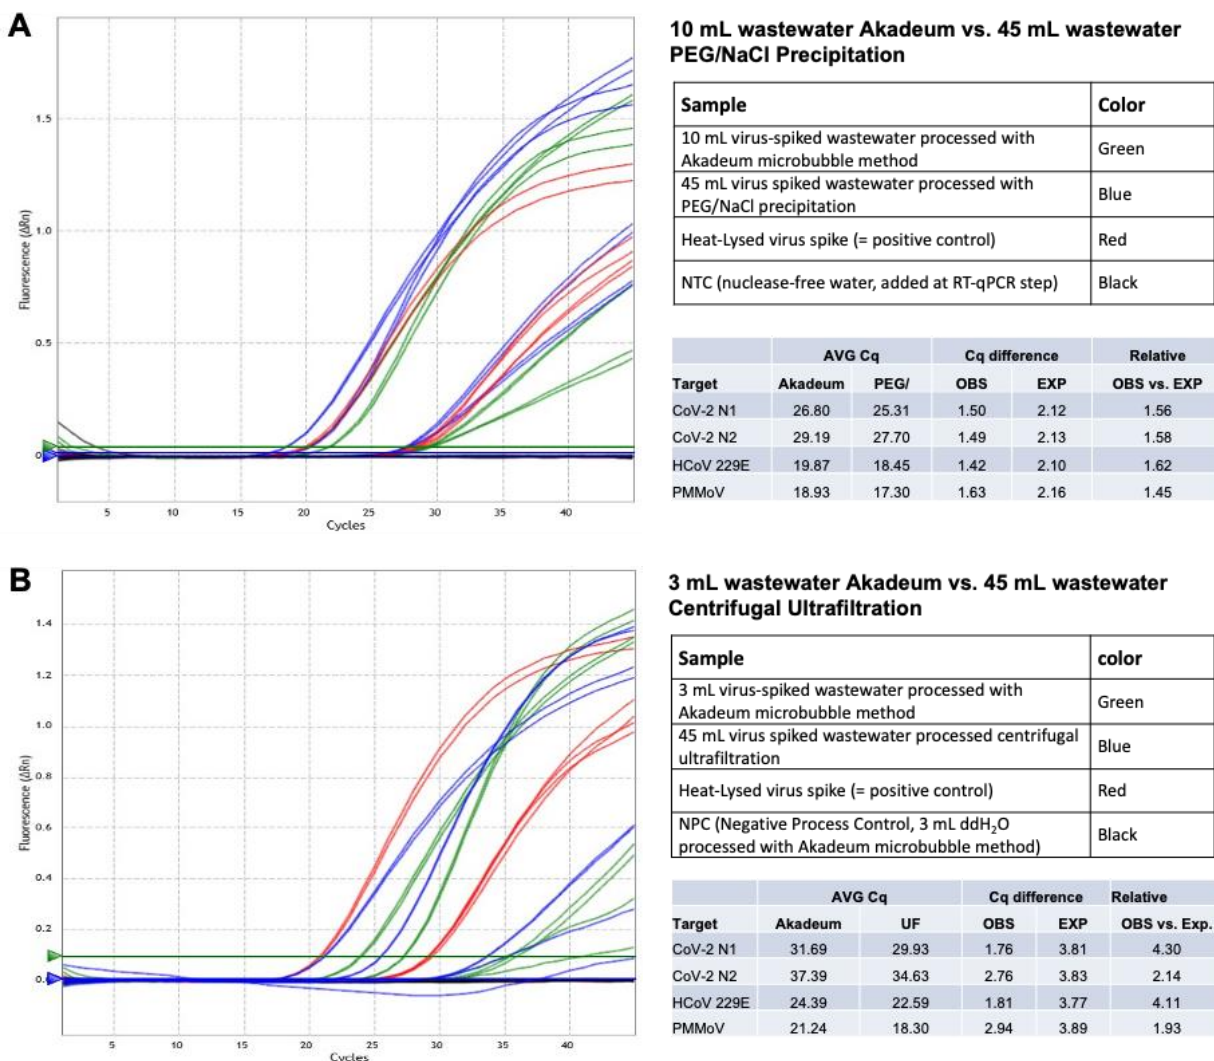 A
1.5
1.0
0.5
0
Fluorescence (ΔRn)
5 10 15 20 25 30 35 40
Cycles
10 mL wastewater Akadeum vs. 45 mL wastewater
PEG/NaCl Precipitation
Sample Color
10 mL virus-spiked wastewater processed with
Akadeum microbubble method
Green
45 mL virus spiked wastewater processed with
PEG/NaCl precipitation
Blue
Heat-Lysed virus spike (= positive control) Red
NTC (nuclease-free water, added at RT-qPCR step) Black
AVG Cq Cq difference Relative
Target Akadeum PEG/ OBS EXP OBS vs. EXP
CoV-2 N1 26.80 25.31 1.50 2.12 1.56
CoV-2 N2 29.19 27.70 1.49 2.13 1.58
HCoV 229E 19.87 18.45 1.42 2.10 1.62
PMMoV 18.93 17.30 1.63 2.16 1.45
B
1.4
1.2
1.0
0.8
0.6
0.4
0.2
0.
Fluorescence (ΔRn)
5 10 15 20 25 30 35 40
Cycles
3 mL wastewater Akadeum vs. 45 mL wastewater
Centrifugal Ultrafiltration
Sample color
3 mL virus-spiked wastewater processed with
Akadeum microbubble method
Green
45 mL virus spiked wastewater processed centrifugal
ultrafiltration
Blue
Heat-Lysed virus spike (= positive control) Red
NPC (Negative Process Control, 3 mL ddH₂O
processed with Akadeum microbubble method)
Black
AVG Cq Cq difference Relative
Target Akadeum UF OBS EXP OBS vs. Exp.
CoV-2 N1 31.69 29.93 1.76 3.81 4.30
CoV-2 N2 37.39 34.63 2.76 3.83 2.14
HCoV 229E 24.39 22.59 1.81 3.77 4.11
PMMoV 21.24 18.30 2.94 3.89 1.93